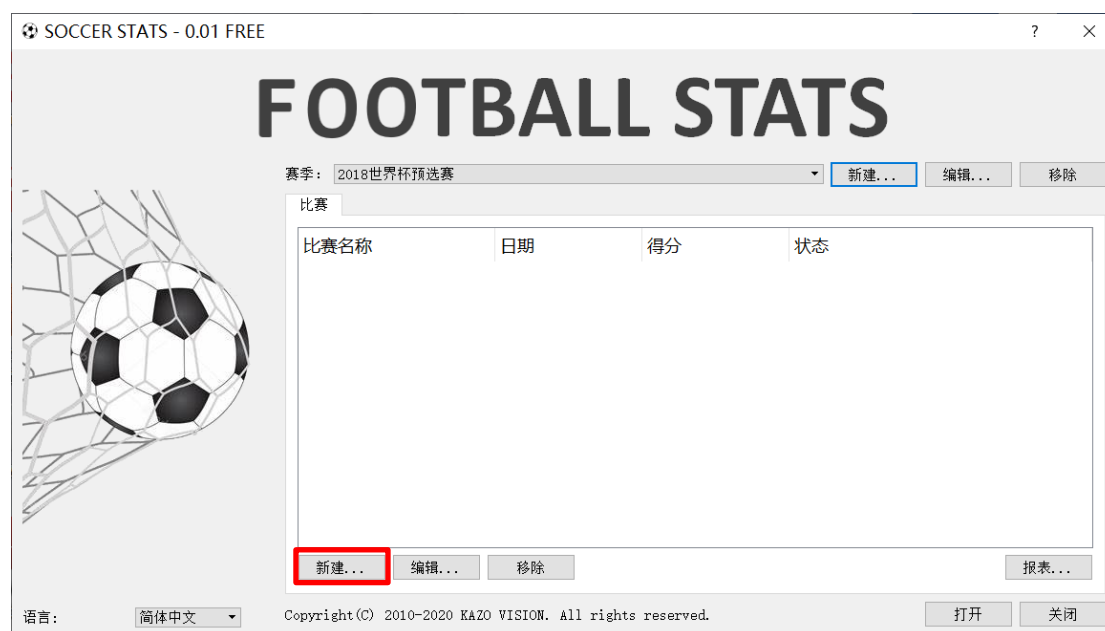 SOCCER STATS - 0.01 FREE ?
FOOTBALL STATS
赛季: 2018世界杯预选赛 新建... 编辑... 移除
比赛
比赛名称 日期 得分 状态
新建... 编辑... 移除 报表...
语言: 简体中文 Copyright(C) 2010-2020 KAZO VISION. All rights reserved. 打开 关闭